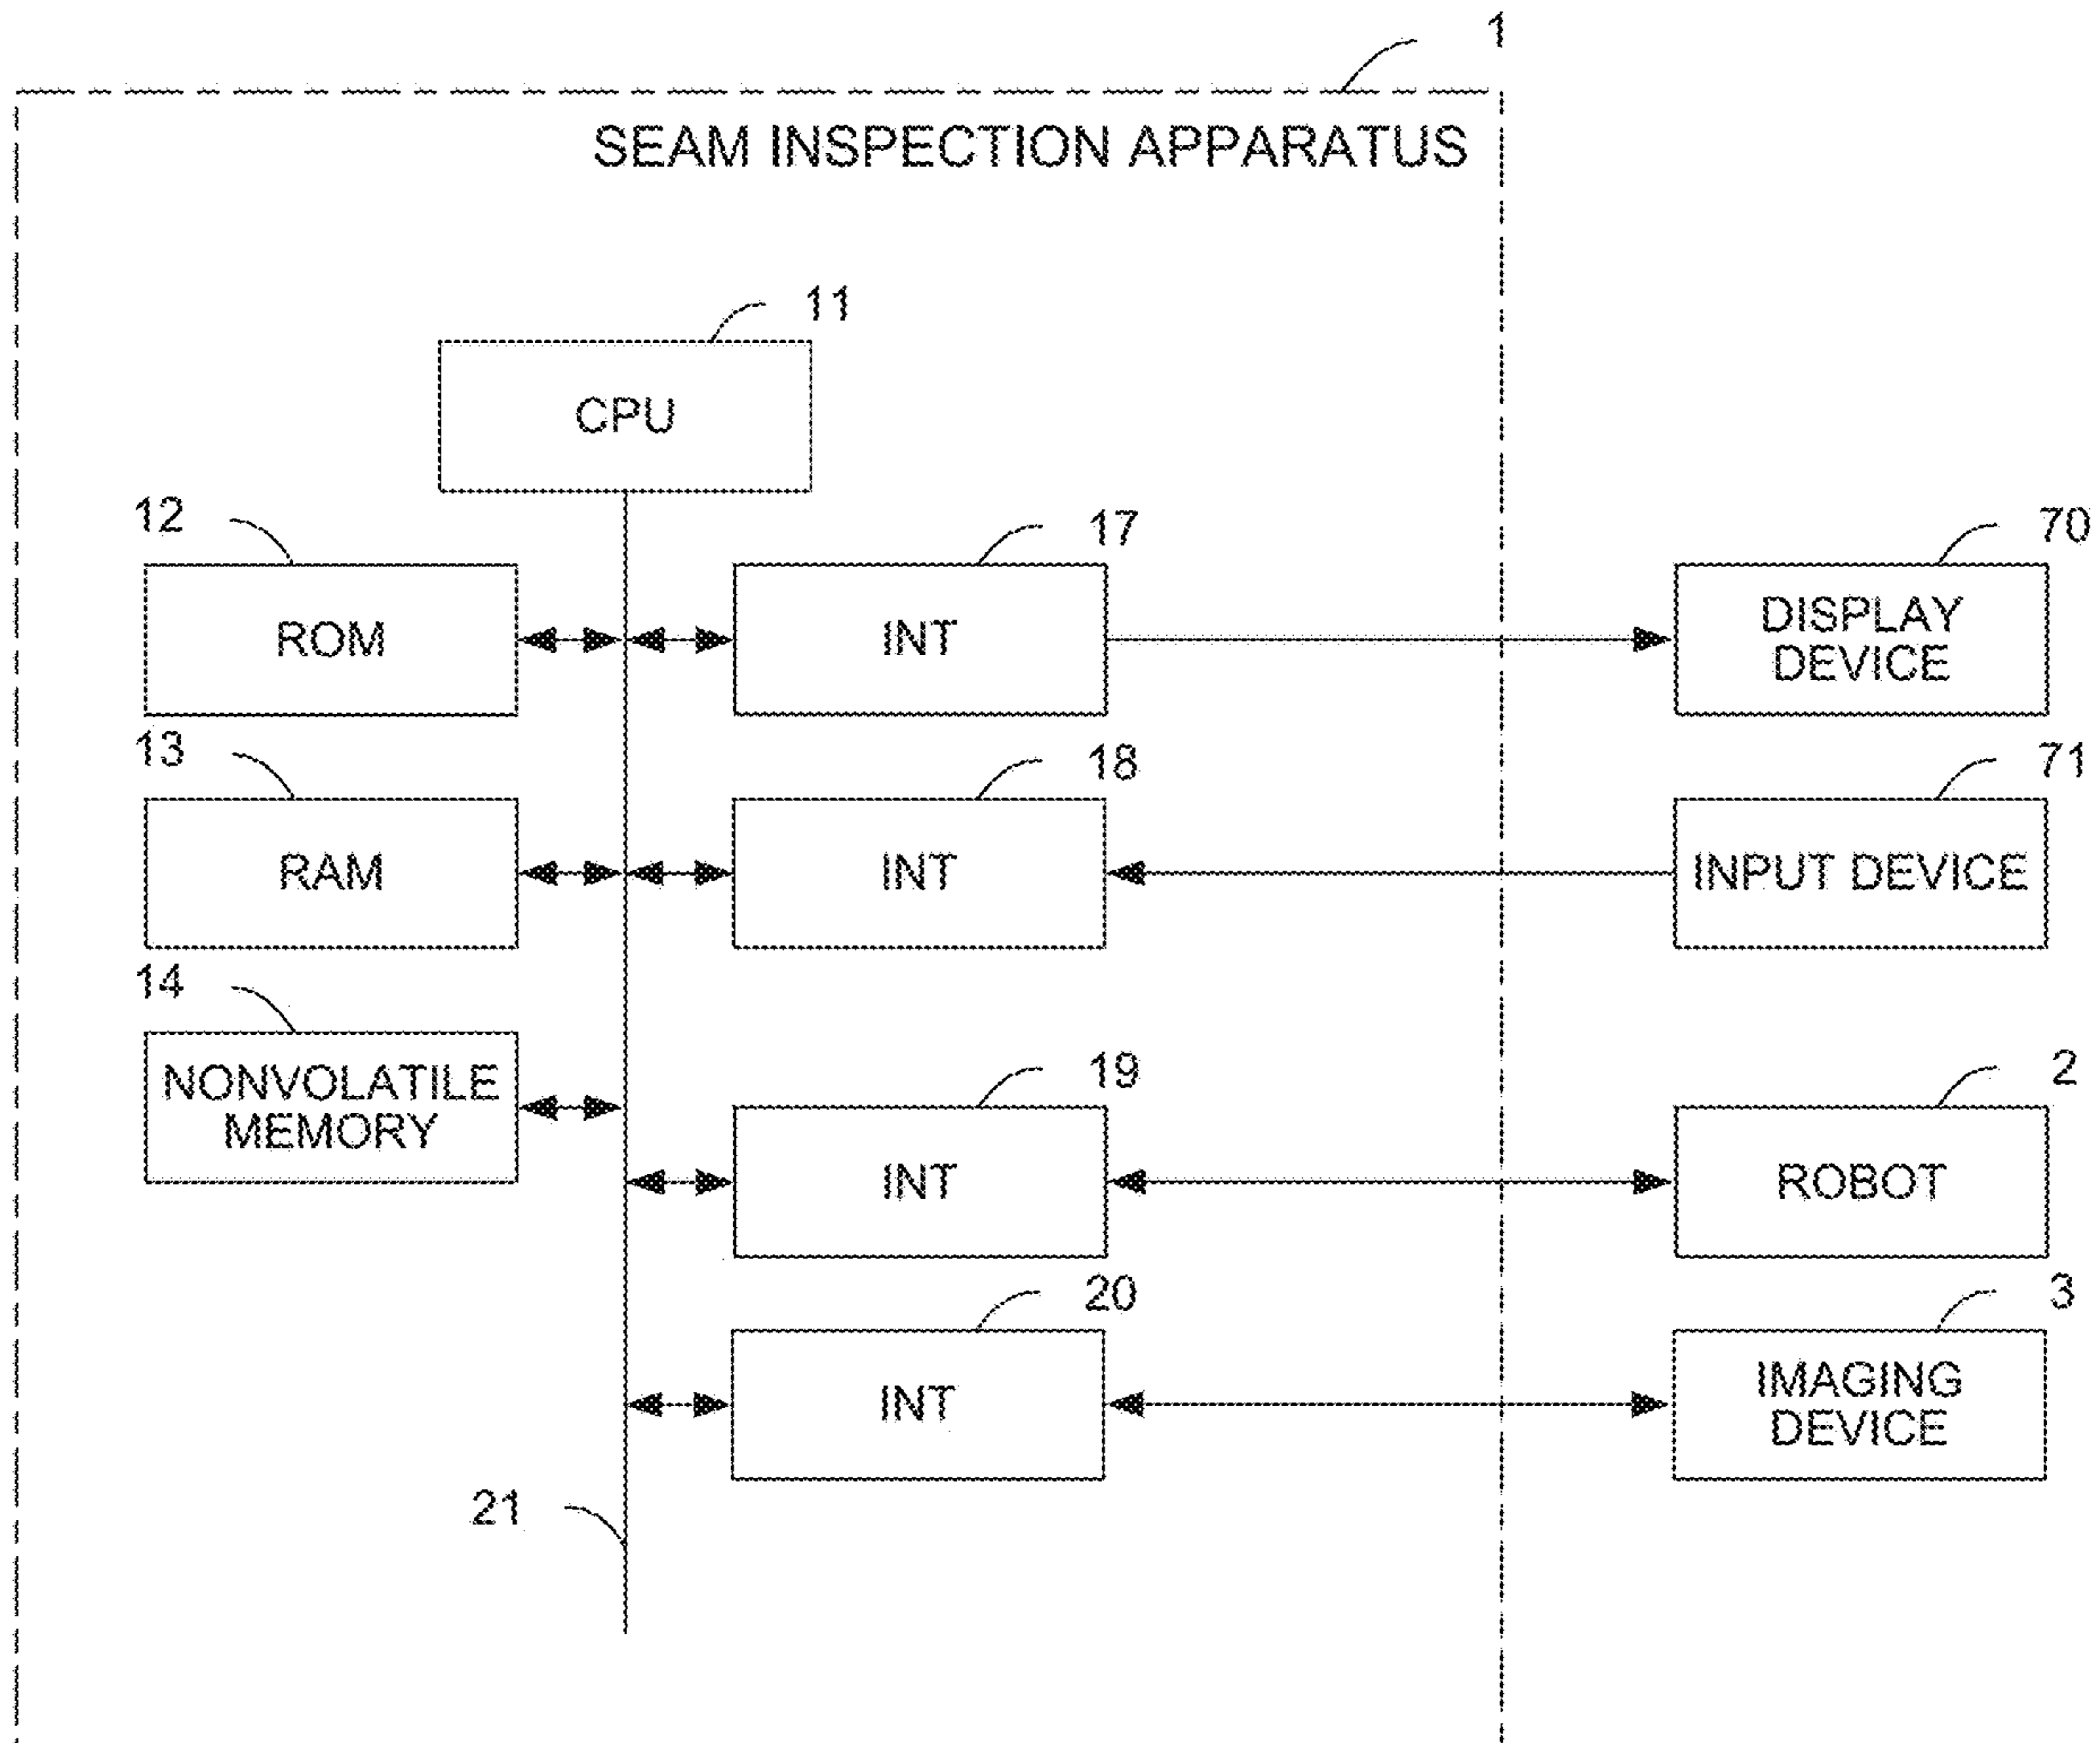 1
SEAM INSPECTION APPARATUS
11
CPU
12
17
70
ROM
INT
DISPLAY
DEVICE
13
18
71
RAM
INT
INPUT DEVICE
14
NONVOLATILE
MEMORY
19
2
INT
ROBOT
20
3
INT
IMAGING
DEVICE
21